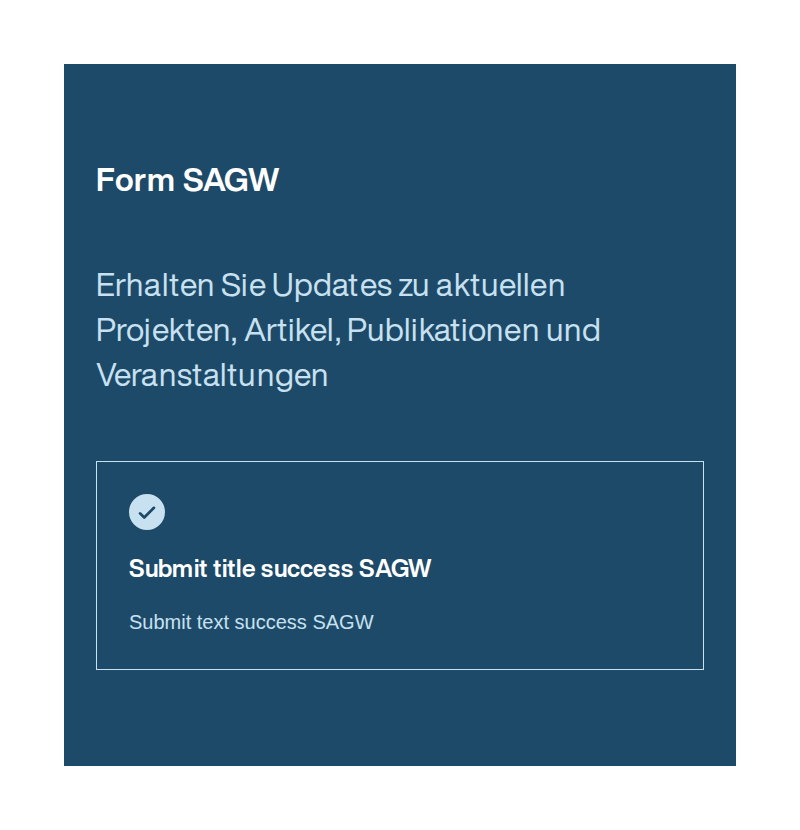 Form SAGW
Erhalten Sie Updates zu aktuellen
Projekten, Artikel, Publikationen und
Veranstaltungen
Submit title success SAGW
Submit text success SAGW